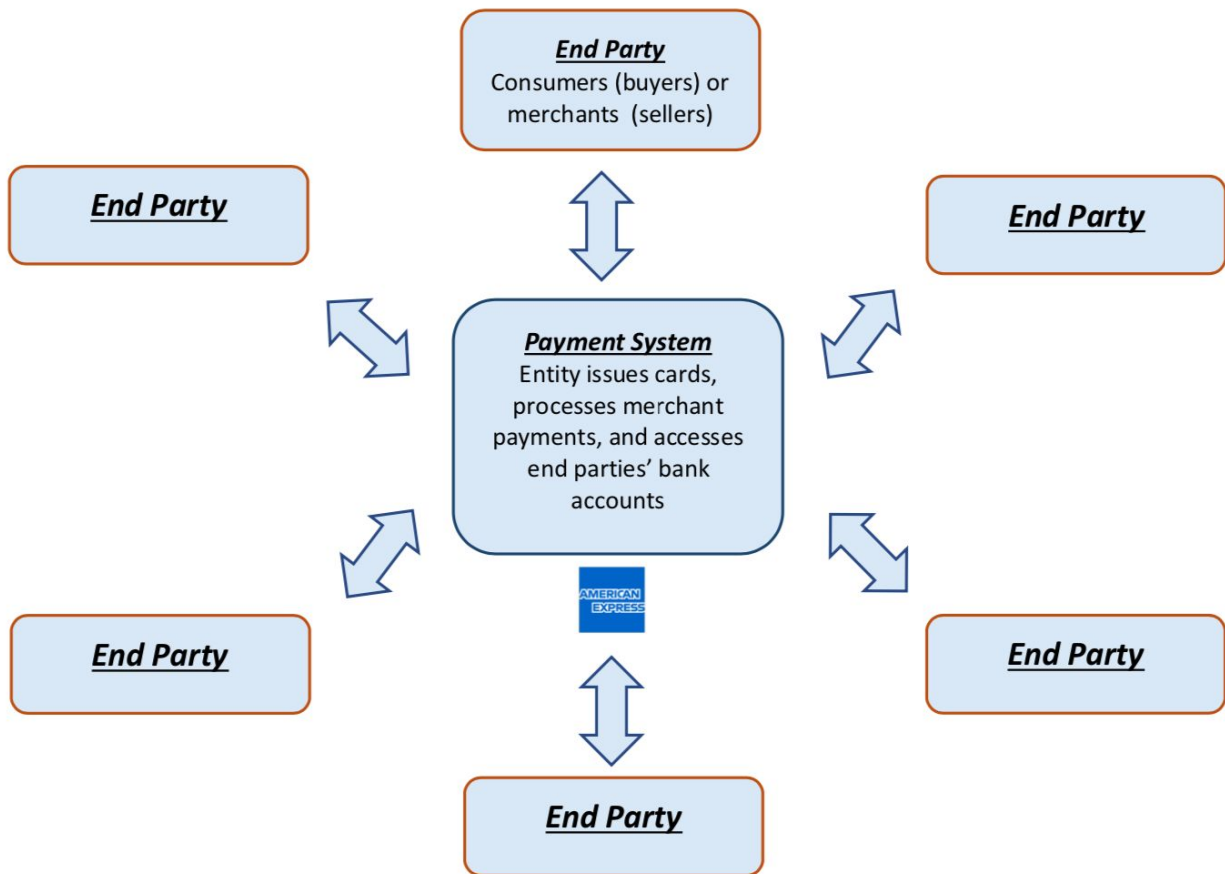 End Party
Consumers (buyers) or
merchants (sellers)
End Party
End Party
Payment System
Entity issues cards,
processes merchant
payments, and accesses
end parties’ bank
accounts
AMERICAN
EXPRESS
End Party
End Party
End Party